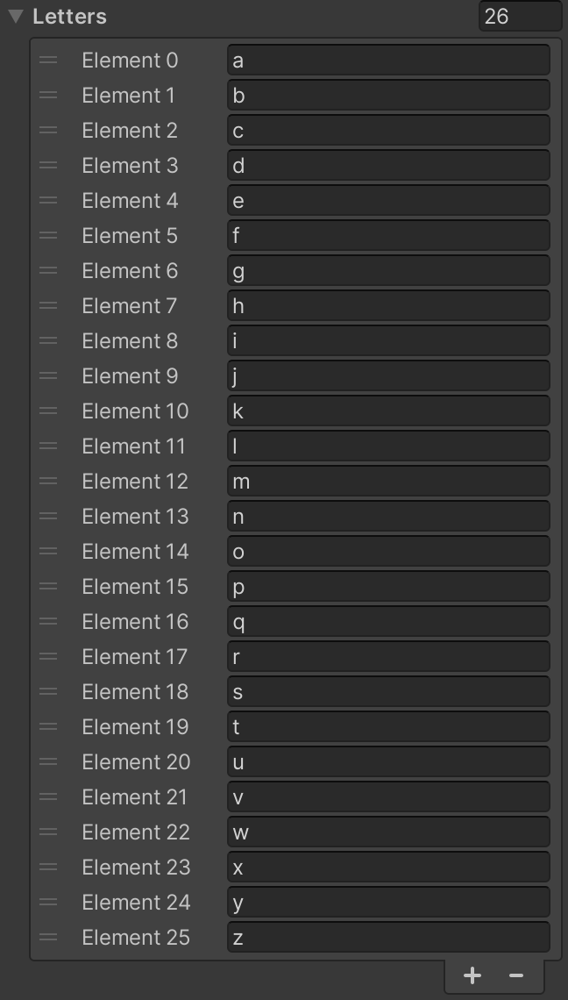 Letters 26
Element 0 a
Element 1 b
Element 2 c
Element 3 d
Element 4 e
Element 5 f
Element 6 g
Element 7 h
Element 8 i
Element 9 j
Element 10 k
Element 11 l
Element 12 m
Element 13 n
Element 14 o
Element 15 p
Element 16 q
Element 17 r
Element 18 s
Element 19 t
Element 20 u
Element 21 v
Element 22 w
Element 23 x
Element 24 y
Element 25 z